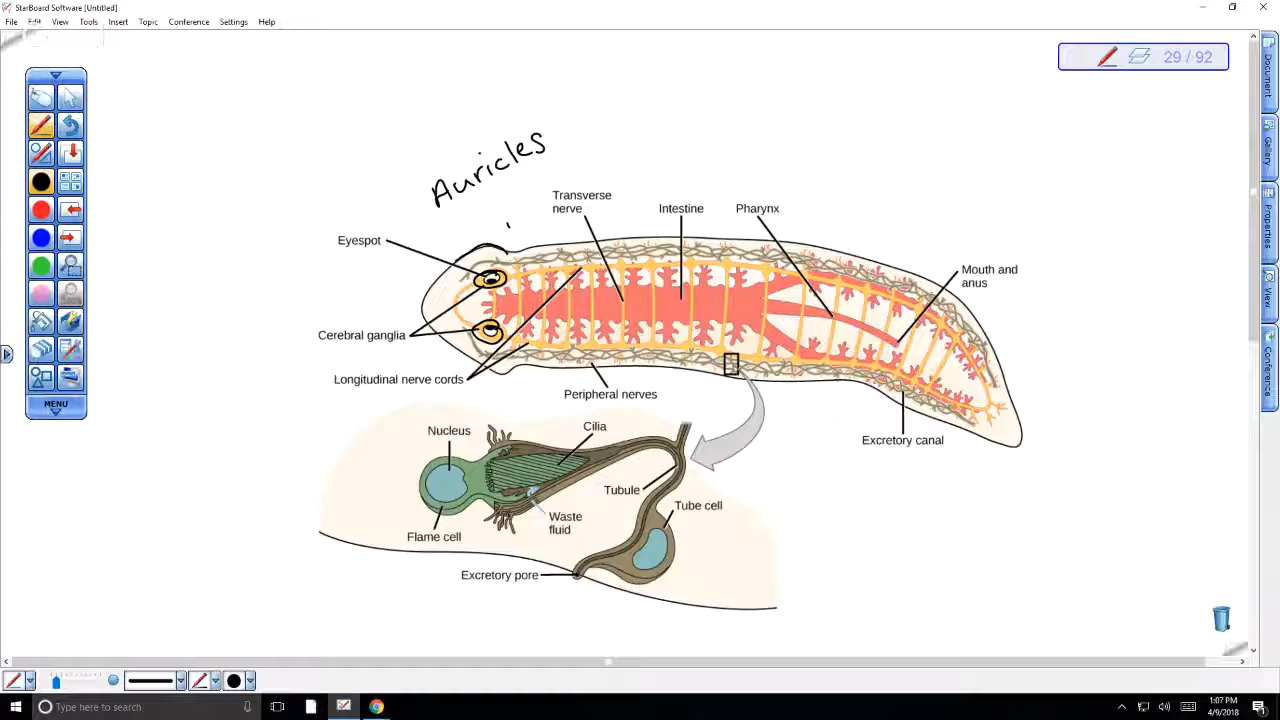 StarBoard Software [Untitled]
File Edit View Tools Insert Topic Conference Settings Help
29 / 92
Document
Gallery
Properties
View
Conference
MENU
Auricles
Transverse
nerve
Intestine
Pharynx
Eyespot
Mouth and
anus
Cerebral ganglia
Longitudinal nerve cords
Peripheral nerves
Excretory canal
Nucleus
Cilia
Tubule
Tube cell
Waste
fluid
Flame cell
Excretory pore
Type here to search
1:07 PM
4/9/2018